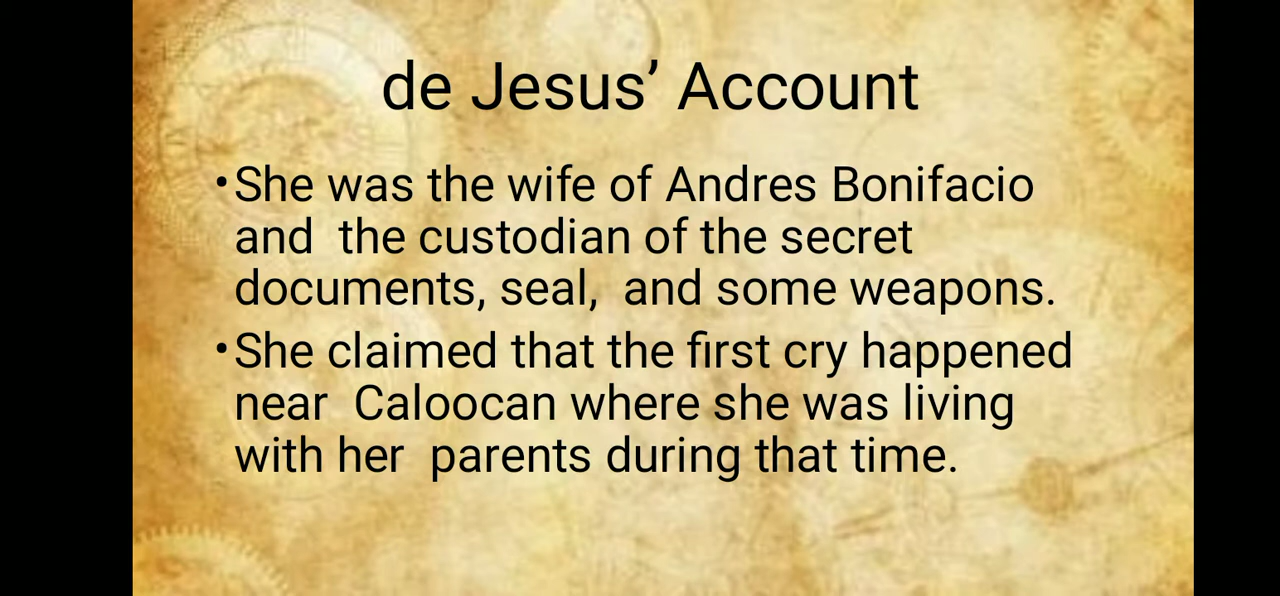 de Jesus’ Account
•She was the wife of Andres Bonifacio
and  the custodian of the secret
documents, seal,  and some weapons.
•She claimed that the first cry happened
near  Caloocan where she was living
with her  parents during that time.